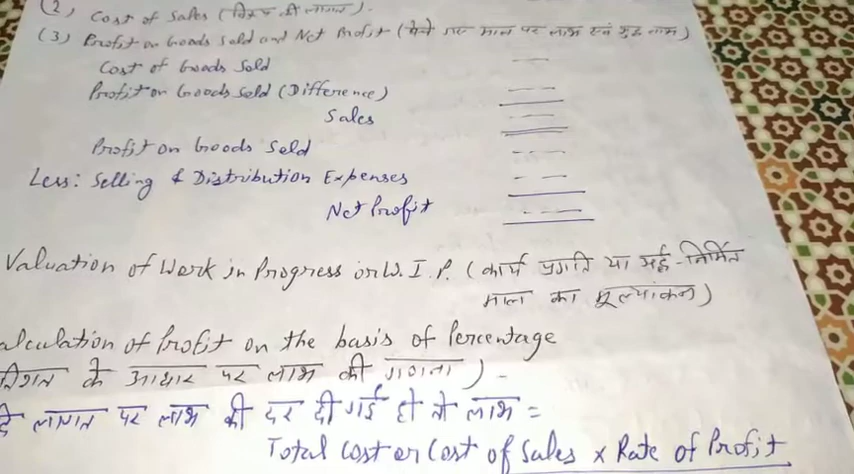 (2) Cost of Sales (विक्रय की लागत).
(3) Profit on Goods Sold and Net Profit (बेचे गए माल पर लाभ एवं शुद्ध लाभ)
Cost of Goods Sold - - -
Profit on Goods Sold (Difference) - - -
Sales - - -
Profit on Goods Sold - - -
Less: Selling & Distribution Expenses - - -
Net Profit - - -
Valuation of Work in Progress or W.I.P. (कार्य प्रगति या अर्द्ध-निर्मित
माल का मूल्यांकन)
alculation of Profit on the basis of Percentage
तिशत के आधार पर लाभ की गणना) -
दि लागत पर लाभ की दर दी गई हो तो लाभ =
Total Cost or Cost of Sales x Rate of Profit